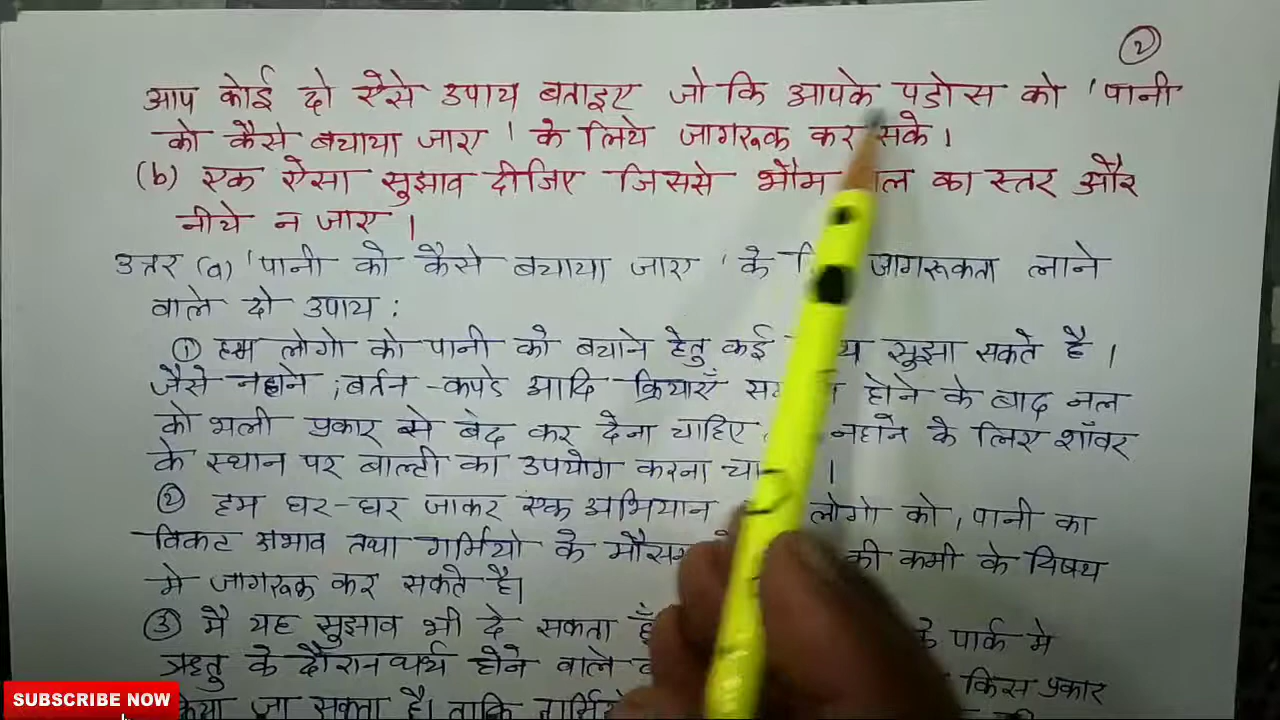 २
आप कोई दो ऐसे उपाय बताइए जो कि आपके पडोस को 'पानी
को कैसे बचाया जाए' के लिये जागरूक कर सके।
(b) एक ऐसा सुझाव दीजिए जिससे भौम का स्तर और
नीचे न जाए।
उत्तर (a) 'पानी को कैसे बचाया जाए' के जागरूकता लाने
वाले दो उपाय :
① हम लोगो को पानी को बचाने हेतु कई सुझा सकते है।
जैसे नहाने, बर्तन - कपडे आदि क्रियाएँ होने के बाद नल
को भली प्रकार से बंद कर देना चाहिए नहाने के लिए शॉवर
के स्थान पर बाल्टी का उपयोग करना
② हम घर-घर जाकर एक अभियान लोगो को, पानी का
विकट अभाव तथा गर्मियो के की कमी के विषय
मे जागरूक कर सकते है।
③ मै यह सुझाव भी दे सकता हूँ के पार्क मे
ऋतु के दौरान व्यर्थ होने वाले किस प्रकार
किया जा सकता है। ताकि
SUBSCRIBE NOW